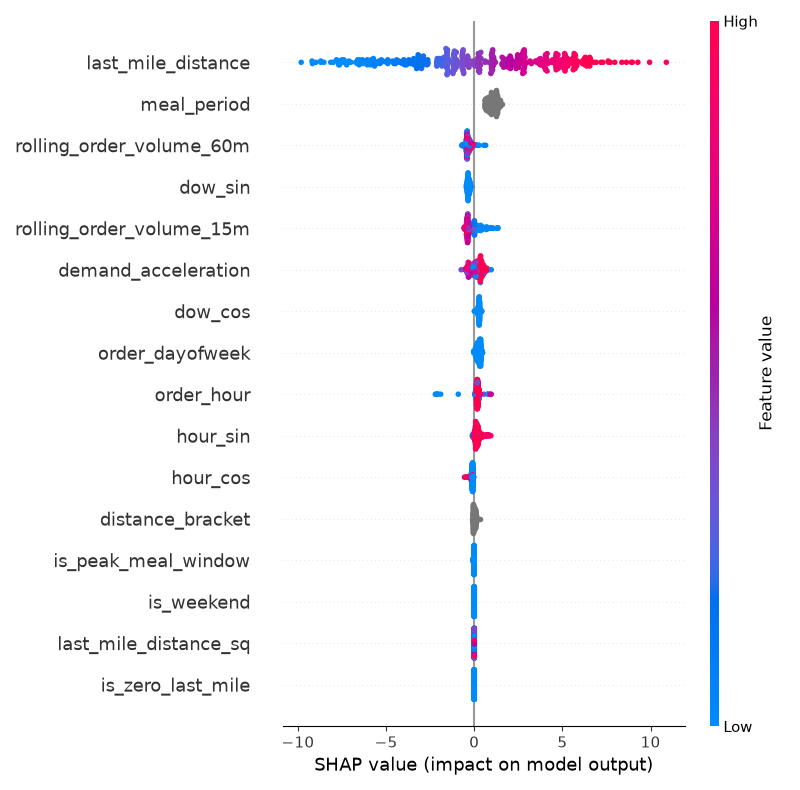 High
last_mile_distance
meal_period
rolling_order_volume_60m
dow_sin
rolling_order_volume_15m
demand_acceleration
dow_cos
order_dayofweek
order_hour
hour_sin
hour_cos
distance_bracket
is_peak_meal_window
is_weekend
last_mile_distance_sq
is_zero_last_mile
Feature value
Low
−10 −5 0 5 10
SHAP value (impact on model output)